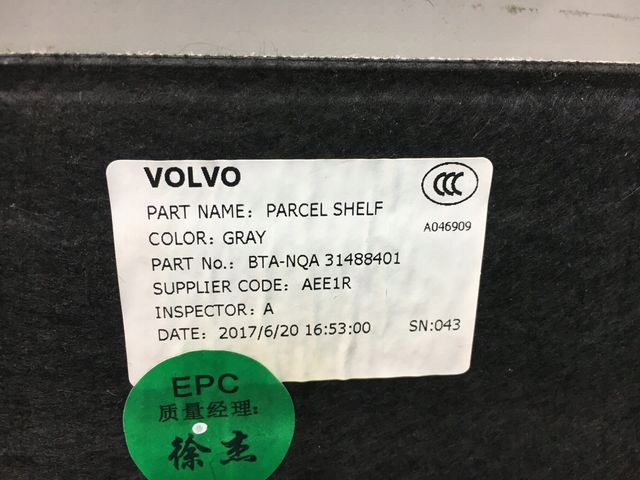 VOLVO
PART NAME: PARCEL SHELF
COLOR: GRAY
PART No.: BTA-NQA 31488401
SUPPLIER CODE: AEE1R
INSPECTOR: A
DATE: 2017/6/20 16:53:00 SN:043
CCC
A046909
EPC
质量经理:
徐杰